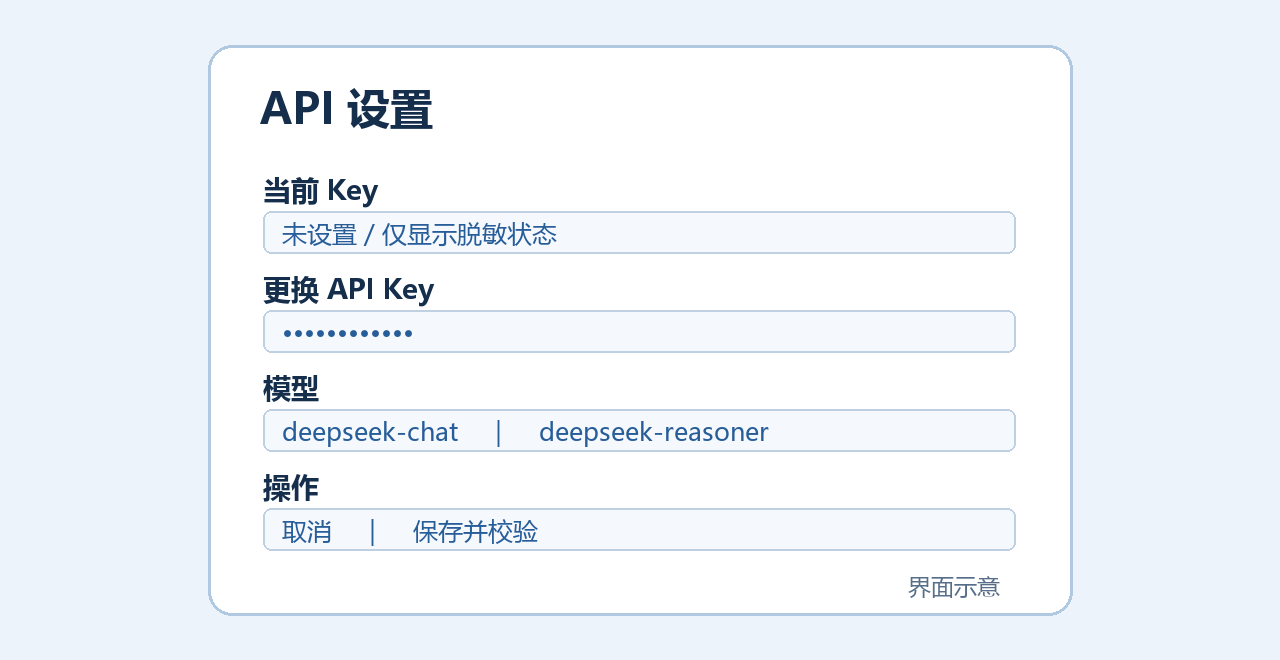 API 设置
当前 Key
未设置 / 仅显示脱敏状态
更换 API Key
••••••••••••
模型
deepseek-chat | deepseek-reasoner
操作
取消 | 保存并校验
界面示意